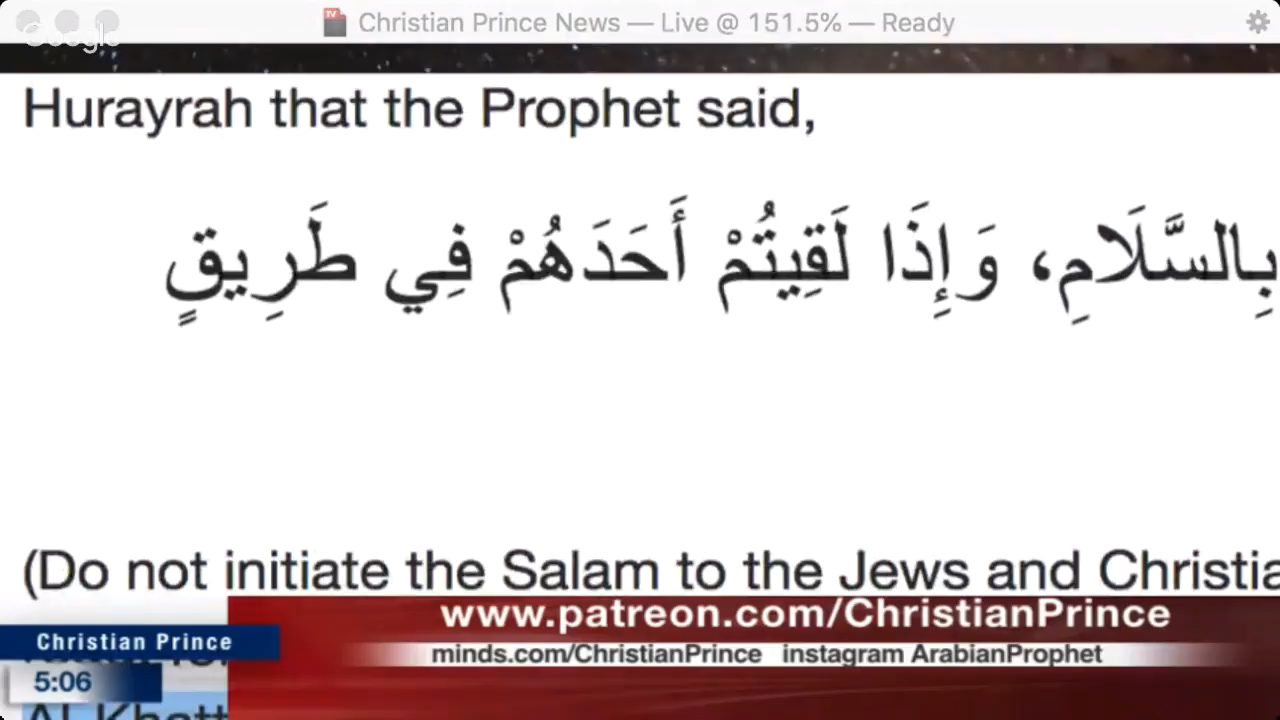 Christian Prince News — Live @ 151.5% — Ready
Google
Hurayrah that the Prophet said,
بِالسَّلَامِ، وَإِذَا لَقِيتُمْ أَحَدَهُمْ فِي طَرِيقٍ
(Do not initiate the Salam to the Jews and Christia
www.patreon.com/ChristianPrince
Christian Prince
minds.com/ChristianPrince instagram ArabianProphet
5:06